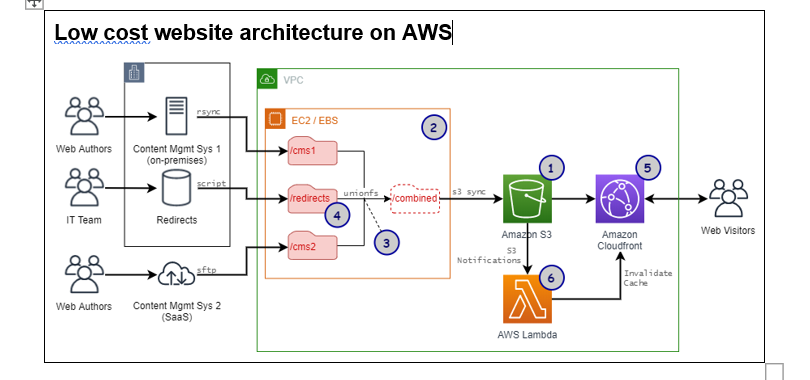 Low cost website architecture on AWS
VPC
EC2 / EBS
2
Web Authors
Content Mgmt Sys 1
(on-premises)
rsync
/cms1
IT Team
Redirects
script
/redirects
4
unionfs
3
/combined
s3 sync
1
Amazon S3
5
Amazon
Cloudfront
Web Visitors
Web Authors
Content Mgmt Sys 2
(SaaS)
sftp
/cms2
S3
Notifications
6
AWS Lambda
Invalidate
Cache